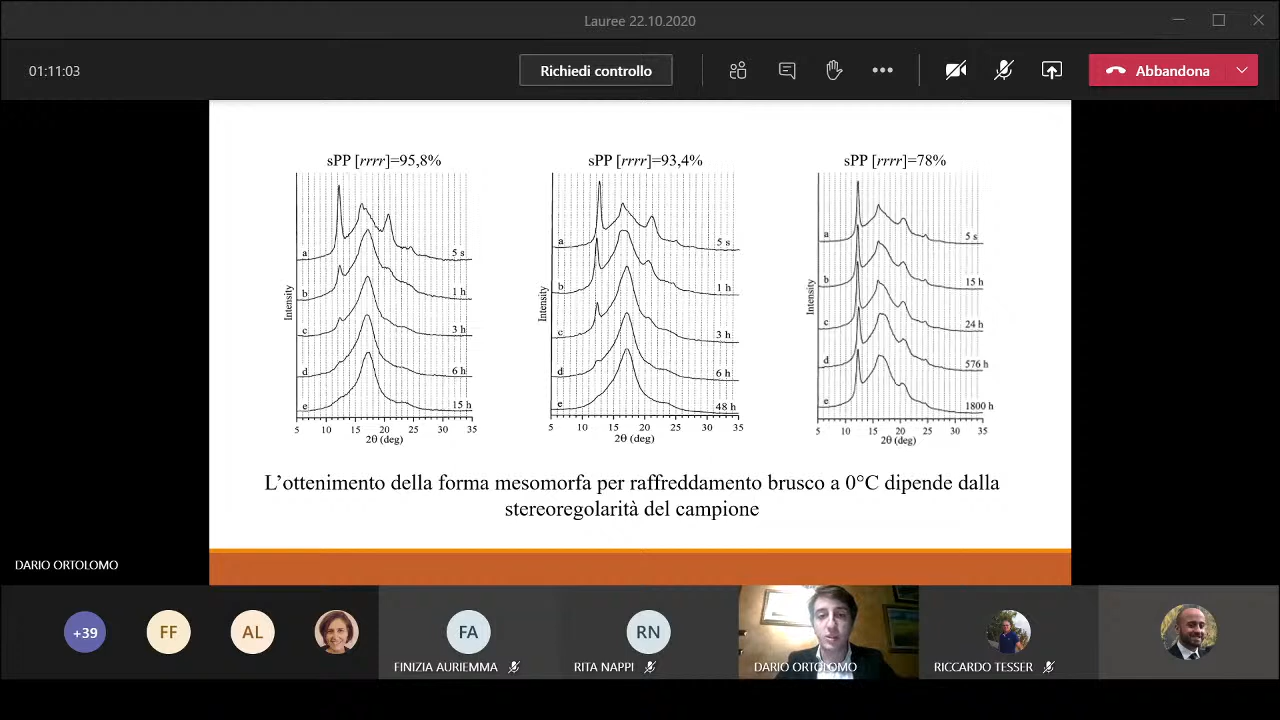 Lauree 22.10.2020
01:11:03
Richiedi controllo
Abbandona
sPP [rrrr]=95,8%
sPP [rrrr]=93,4%
sPP [rrrr]=78%
Intensity
a
5 s
b
1 h
c
3 h
d
6 h
e
15 h
5 10 15 20 25 30 35
2θ (deg)
Intensity
a
5 s
b
1 h
c
3 h
d
6 h
e
48 h
5 10 15 20 25 30 35
2θ (deg)
Intensity
a
5 s
b
15 h
c
24 h
d
576 h
e
1800 h
5 10 15 20 25 30 35
2θ (deg)
L'ottenimento della forma mesomorfa per raffreddamento brusco a 0°C dipende dalla
stereoregolarità del campione
DARIO ORTOLOMO
+39
FF
AL
FA
FINIZIA AURIEMMA
RN
RITA NAPPI
DARIO ORTOLOMO
RICCARDO TESSER